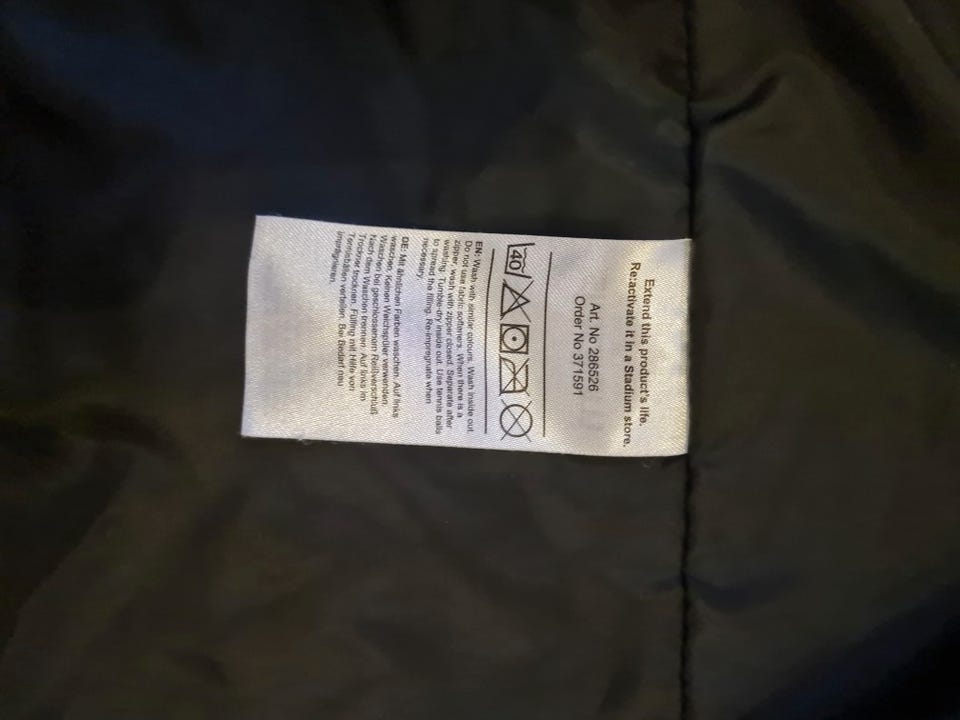 Extend this product's life.
Re:activate it in a Stadium store.
Art. No 286526
Order No 371591
40
EN: Wash with similar colours. Wash inside out.
Do not use fabric softeners. When there is a
zipper, wash with zipper closed. Separate after
washing. Tumble-dry inside out. Use tennis balls
to spread the filling. Re-impregnate when
necessary.
DE: Mit ähnlichen Farben waschen. Auf links
waschen. Keinen Weichspüler verwenden.
Waschen bei geschlossenem Reißverschluß.
Nach dem Waschen trennen. Auf links im
Trockner trocknen. Füllung mit Hilfe von
Tennisbällen verteilen. Bei Bedarf neu
imprägnieren.